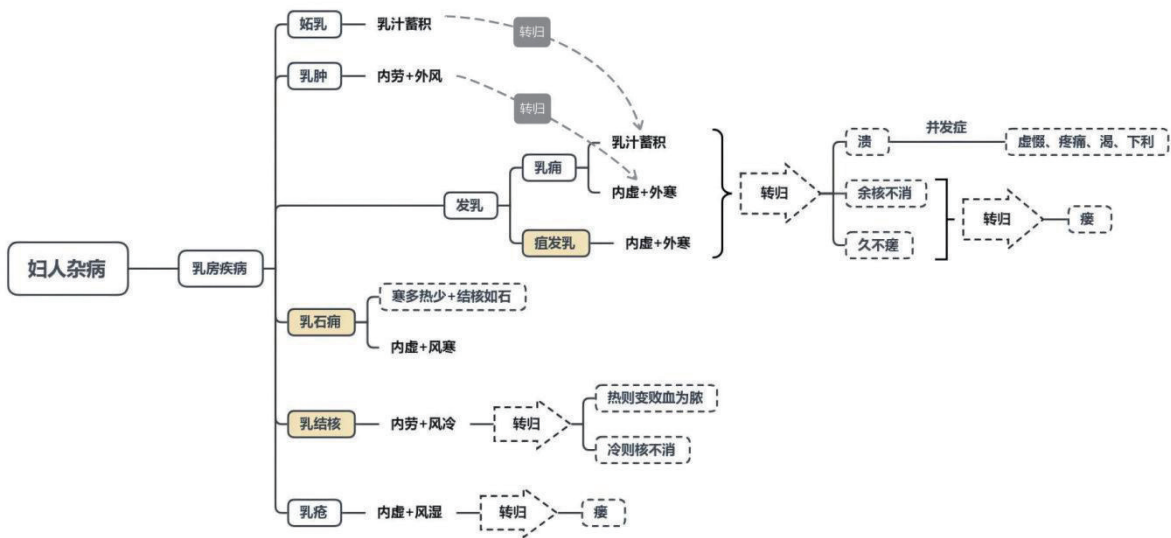 妇人杂病
乳房疾病
妬乳
乳汁蓄积
转归
乳肿
内劳+外风
转归
发乳
乳痈
乳汁蓄积
内虚+外寒
疽发乳
内虚+外寒
转归
溃
并发症
虚惙、疼痛、渴、下利
余核不消
久不瘥
转归
瘘
乳石痈
寒多热少+结核如石
内虚+风寒
乳结核
内劳+风冷
转归
热则变败血为脓
冷则核不消
乳疮
内虚+风湿
转归
瘘